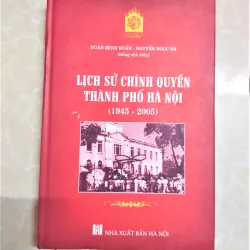 ĐOÀN MINH HUẤN - NGUYỄN NGỌC HÀ
(Đồng chủ biên)
LỊCH SỬ CHÍNH QUYỀN
THÀNH PHỐ HÀ NỘI
(1945 - 2005)
NHÀ XUẤT BẢN HÀ NỘI